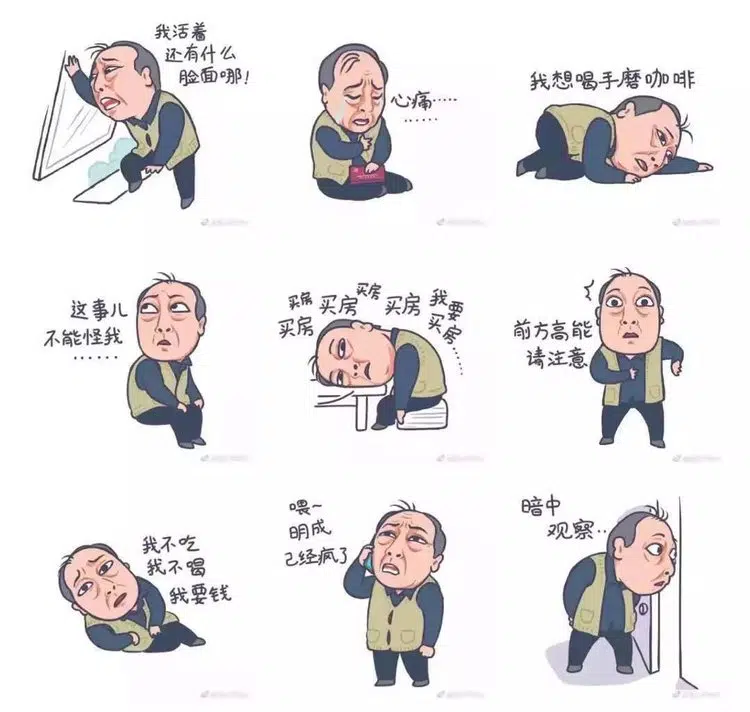 我活着
还有什么
脸面哪!
心痛……
……
我想喝手磨咖啡
这事儿
不能怪我
……
买房 买房 买房 买房 买房 我要
买房……
前方高能
请注意
我不吃
我不喝
我要钱
喂~
明成
已经疯了
暗中
观察…